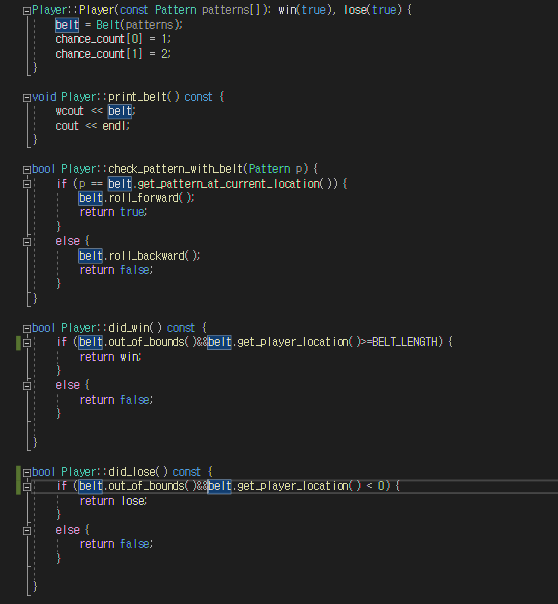 Player::Player(const Pattern patterns[]): win(true), lose(true) {
    belt = Belt(patterns);
    chance_count[0] = 1;
    chance_count[1] = 2;
}

void Player::print_belt() const {
    wcout << belt;
    cout << endl;
}

bool Player::check_pattern_with_belt(Pattern p) {
    if (p == belt.get_pattern_at_current_location()) {
        belt.roll_forward();
        return true;
    }
    else {
        belt.roll_backward();
        return false;
    }
}

bool Player::did_win() const {
    if (belt.out_of_bounds()&&belt.get_player_location()>=BELT_LENGTH) {
        return win;
    }
    else {
        return false;
    }

}

bool Player::did_lose() const {
    if (belt.out_of_bounds()&&belt.get_player_location() < 0) {
        return lose;
    }
    else {
        return false;
    }

}